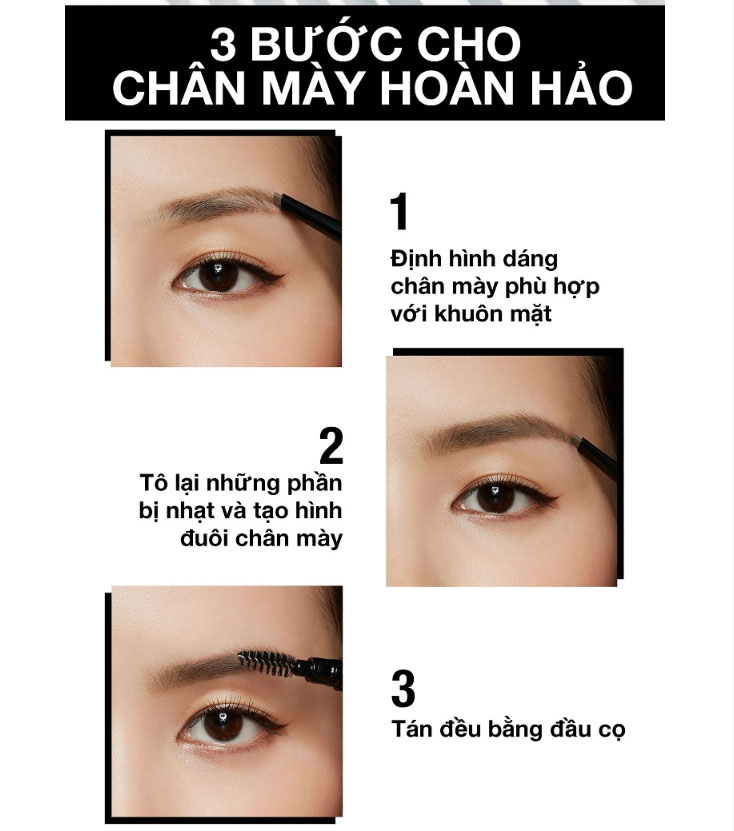 3 BƯỚC CHO
CHÂN MÀY HOÀN HẢO
1
Định hình dáng
chân mày phù hợp
với khuôn mặt
2
Tô lại những phần
bị nhạt và tạo hình
đuôi chân mày
3
Tán đều bằng đầu cọ